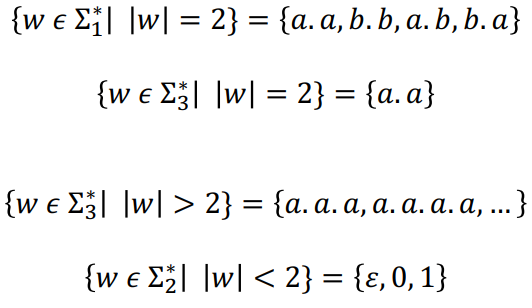 {w ϵ Σ₁*| |w| = 2} = {a. a, b. b, a. b, b. a}
{w ϵ Σ₃*| |w| = 2} = {a. a}
{w ϵ Σ₃*| |w| > 2} = {a. a. a, a. a. a. a, … }
{w ϵ Σ₂*| |w| < 2} = {ε, 0, 1}